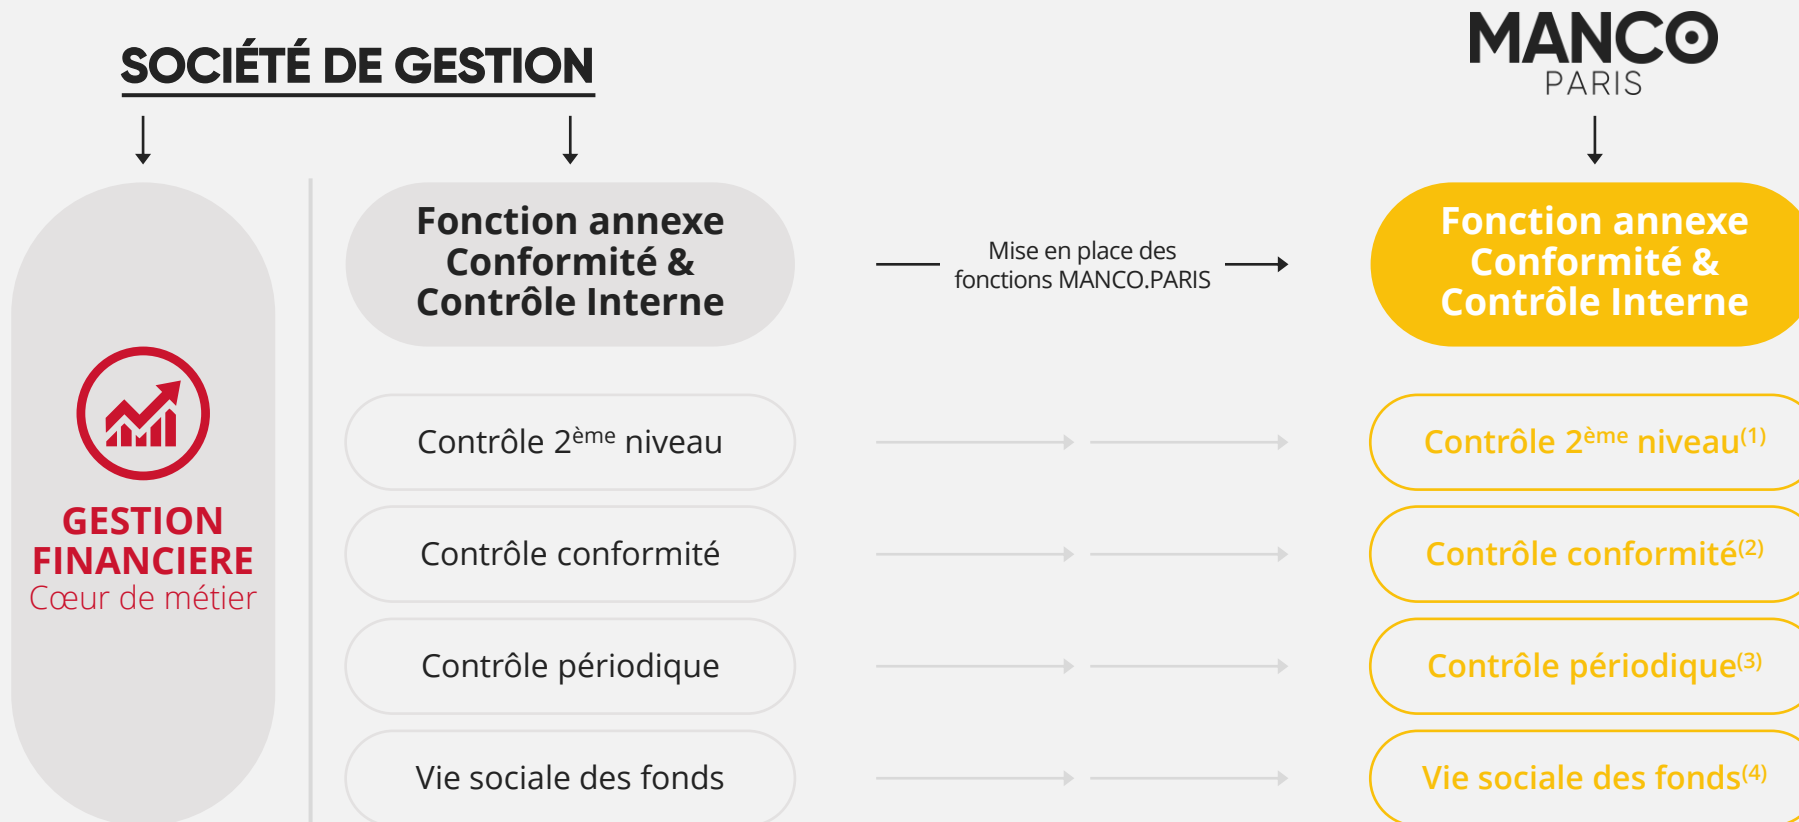 SOCIÉTÉ DE GESTION
MANCO
PARIS
GESTION
FINANCIERE
Cœur de métier
Fonction annexe
Conformité &
Contrôle Interne
Mise en place des
fonctions MANCO.PARIS
Fonction annexe
Conformité &
Contrôle Interne
Contrôle 2ème niveau
Contrôle 2ème niveau(1)
Contrôle conformité
Contrôle conformité(2)
Contrôle périodique
Contrôle périodique(3)
Vie sociale des fonds
Vie sociale des fonds(4)